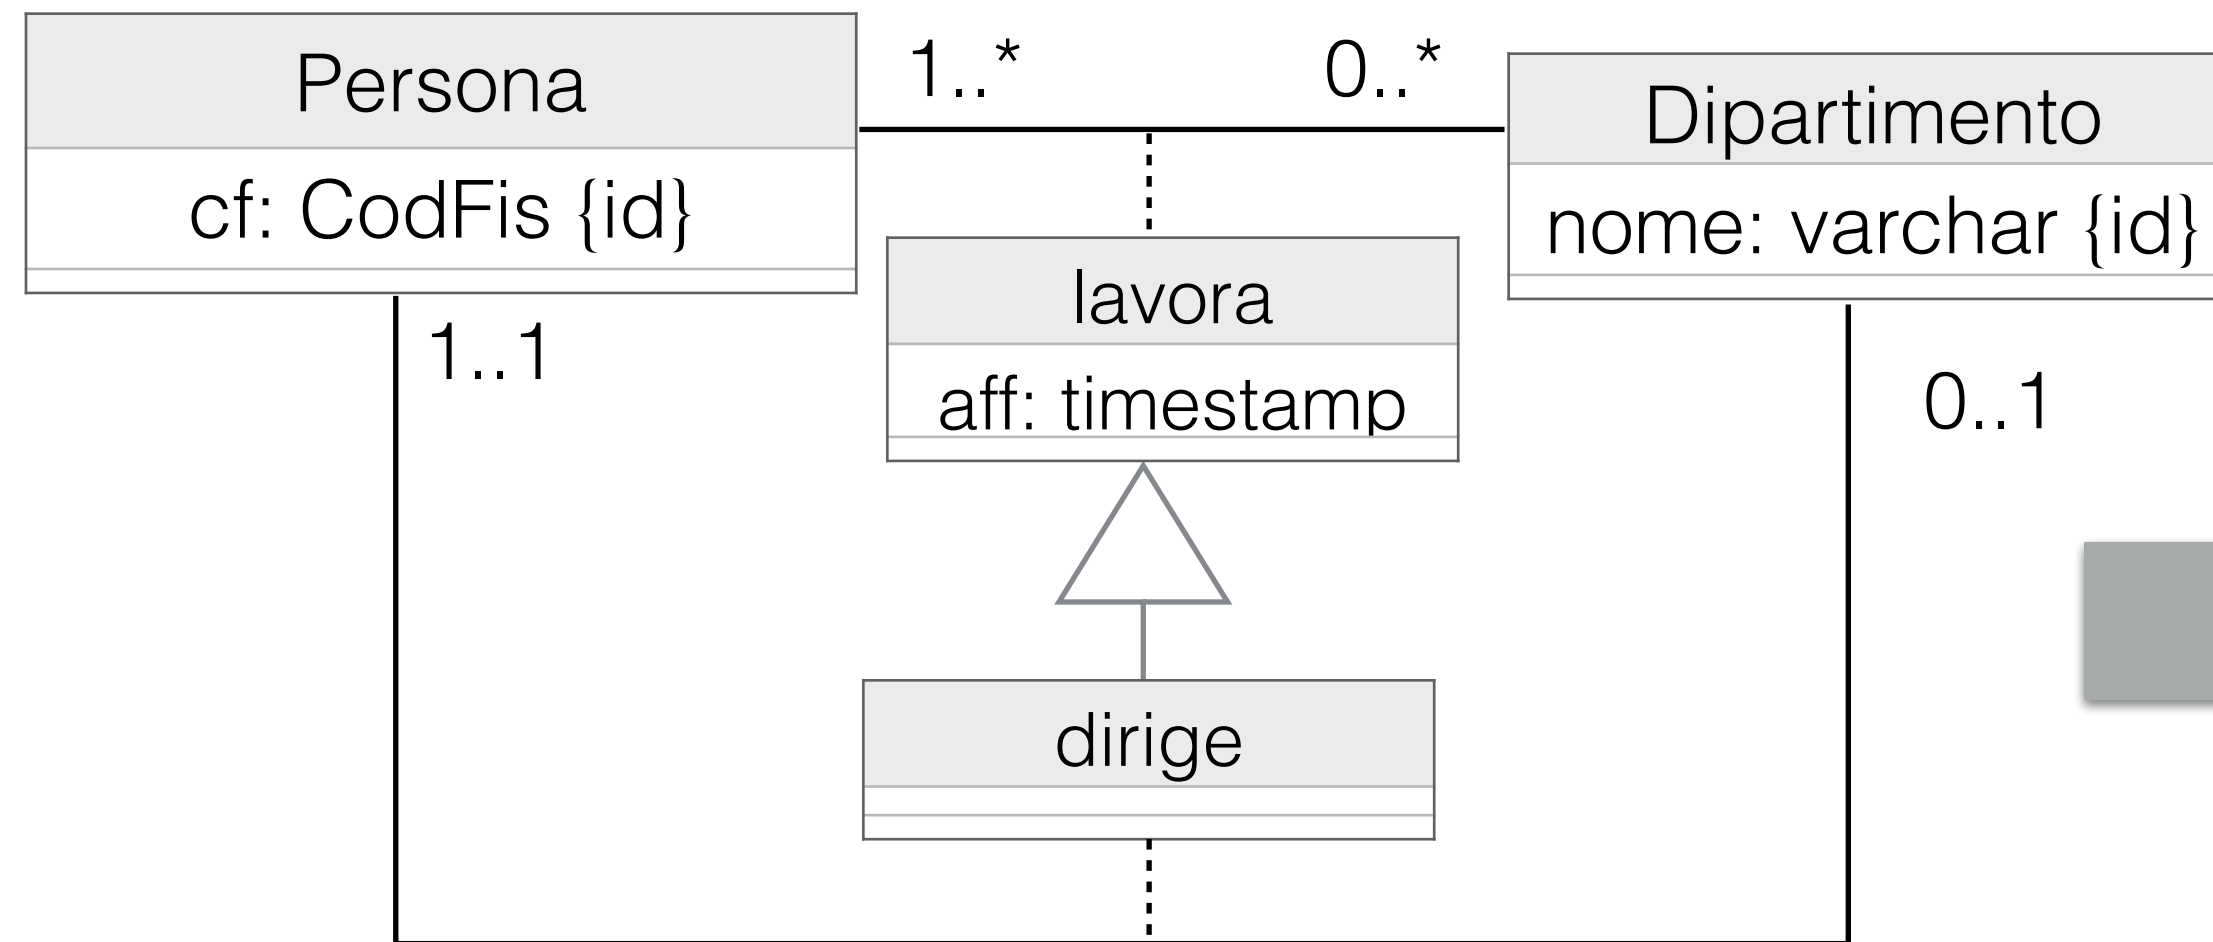 Persona
cf: CodFis {id}
1..*
0..*
Dipartimento
nome: varchar {id}
lavora
aff: timestamp
1..1
0..1
dirige